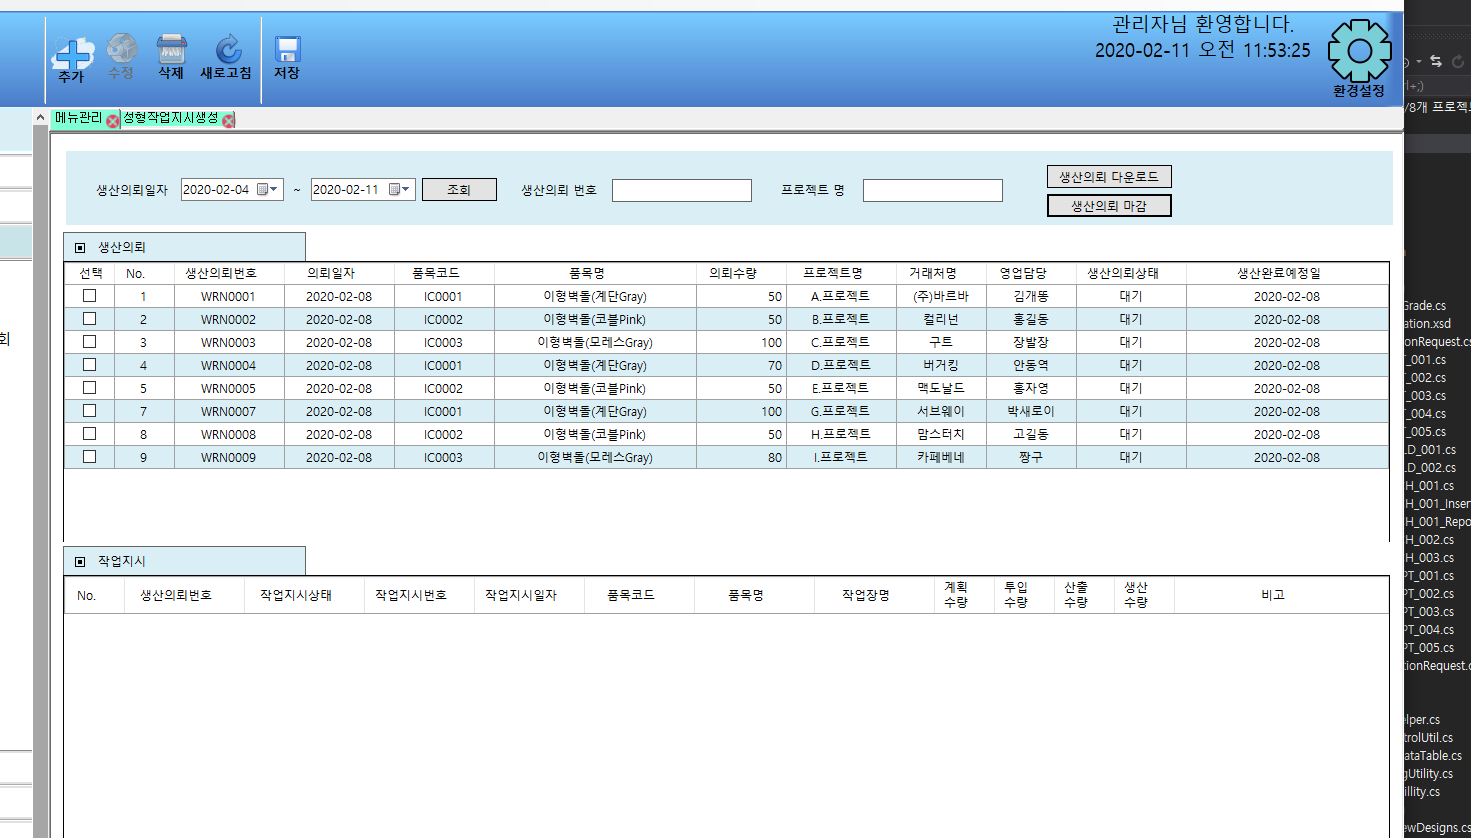 관리자님 환영합니다.
2020-02-11 오전 11:53:25
추가 수정 삭제 새로고침 저장 환경설정
메뉴관리 성형작업지시생성
생산의뢰일자 2020-02-04 ~ 2020-02-11 조회 생산의뢰 번호 프로젝트 명 생산의뢰 다운로드
생산의뢰 마감
생산의뢰
선택 No. 생산의뢰번호 의뢰일자 품목코드 품목명 의뢰수량 프로젝트명 거래처명 영업담당 생산의뢰상태 생산완료예정일
1 WRN0001 2020-02-08 IC0001 이형벽돌(계단Gray) 50 A.프로젝트 (주)바르바 김개똥 대기 2020-02-08
2 WRN0002 2020-02-08 IC0002 이형벽돌(코블Pink) 50 B.프로젝트 컬리넌 홍길동 대기 2020-02-08
3 WRN0003 2020-02-08 IC0003 이형벽돌(모레스Gray) 100 C.프로젝트 구트 장발장 대기 2020-02-08
4 WRN0004 2020-02-08 IC0001 이형벽돌(계단Gray) 70 D.프로젝트 버거킹 안동역 대기 2020-02-08
5 WRN0005 2020-02-08 IC0002 이형벽돌(코블Pink) 50 E.프로젝트 맥도날드 홍자영 대기 2020-02-08
7 WRN0007 2020-02-08 IC0001 이형벽돌(계단Gray) 100 G.프로젝트 서브웨이 박새로이 대기 2020-02-08
8 WRN0008 2020-02-08 IC0002 이형벽돌(코블Pink) 50 H.프로젝트 맘스터치 고길동 대기 2020-02-08
9 WRN0009 2020-02-08 IC0003 이형벽돌(모레스Gray) 80 I.프로젝트 카페베네 짱구 대기 2020-02-08
작업지시
No. 생산의뢰번호 작업지시상태 작업지시번호 작업지시일자 품목코드 품목명 작업장명 계획 수량 투입 수량 산출 수량 생산 수량 비고
회
l+;)
/8개 프로젝트
Grade.cs
ation.xsd
onRequest.cs
T_001.cs
T_002.cs
T_003.cs
T_004.cs
T_005.cs
LD_001.cs
LD_002.cs
CH_001.cs
CH_001_Inser
CH_001_Repo
CH_002.cs
CH_003.cs
PT_001.cs
PT_002.cs
PT_003.cs
PT_004.cs
PT_005.cs
tionRequest.c
elper.cs
trolUtil.cs
ataTable.cs
gUtility.cs
illity.cs
ewDesigns.cs